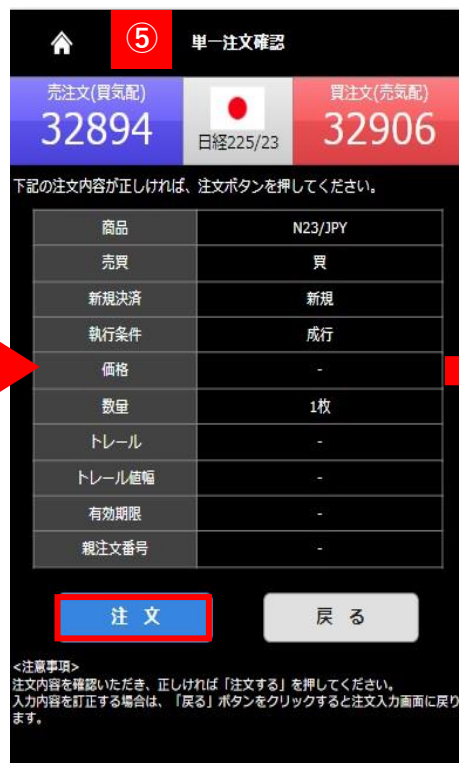 ⑤ 単一注文確認
売注文(買気配) 買注文(売気配)
32894 日経225/23 32906
下記の注文内容が正しければ、注文ボタンを押してください。
商品 N23/JPY
売買 買
新規決済 新規
執行条件 成行
価格 -
数量 1枚
トレール -
トレール値幅 -
有効期限 -
親注文番号 -
注 文 戻 る
<注意事項>
注文内容を確認いただき、正しければ「注文する」を押してください。
入力内容を訂正する場合は、「戻る」ボタンをクリックすると注文入力画面に戻り
ます。